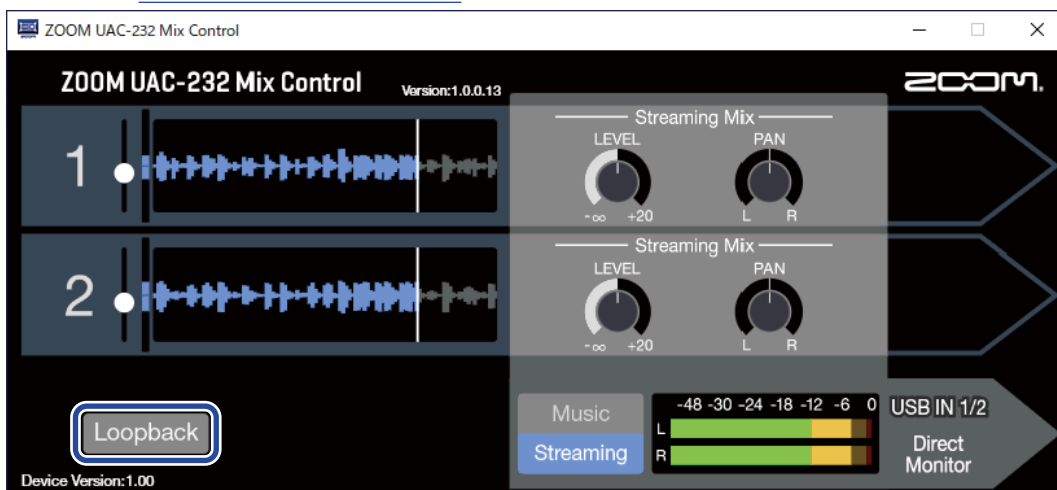 ZOOM UAC-232 Mix Control
ZOOM UAC-232 Mix Control
Version:1.0.0.13
ZOOM.
1
Streaming Mix
LEVEL
PAN
-∞ +20
L R
2
Streaming Mix
LEVEL
PAN
-∞ +20
L R
Loopback
Music
Streaming
-48 -30 -24 -18 -12 -6 0
L
R
USB IN 1/2
Direct
Monitor
Device Version:1.00